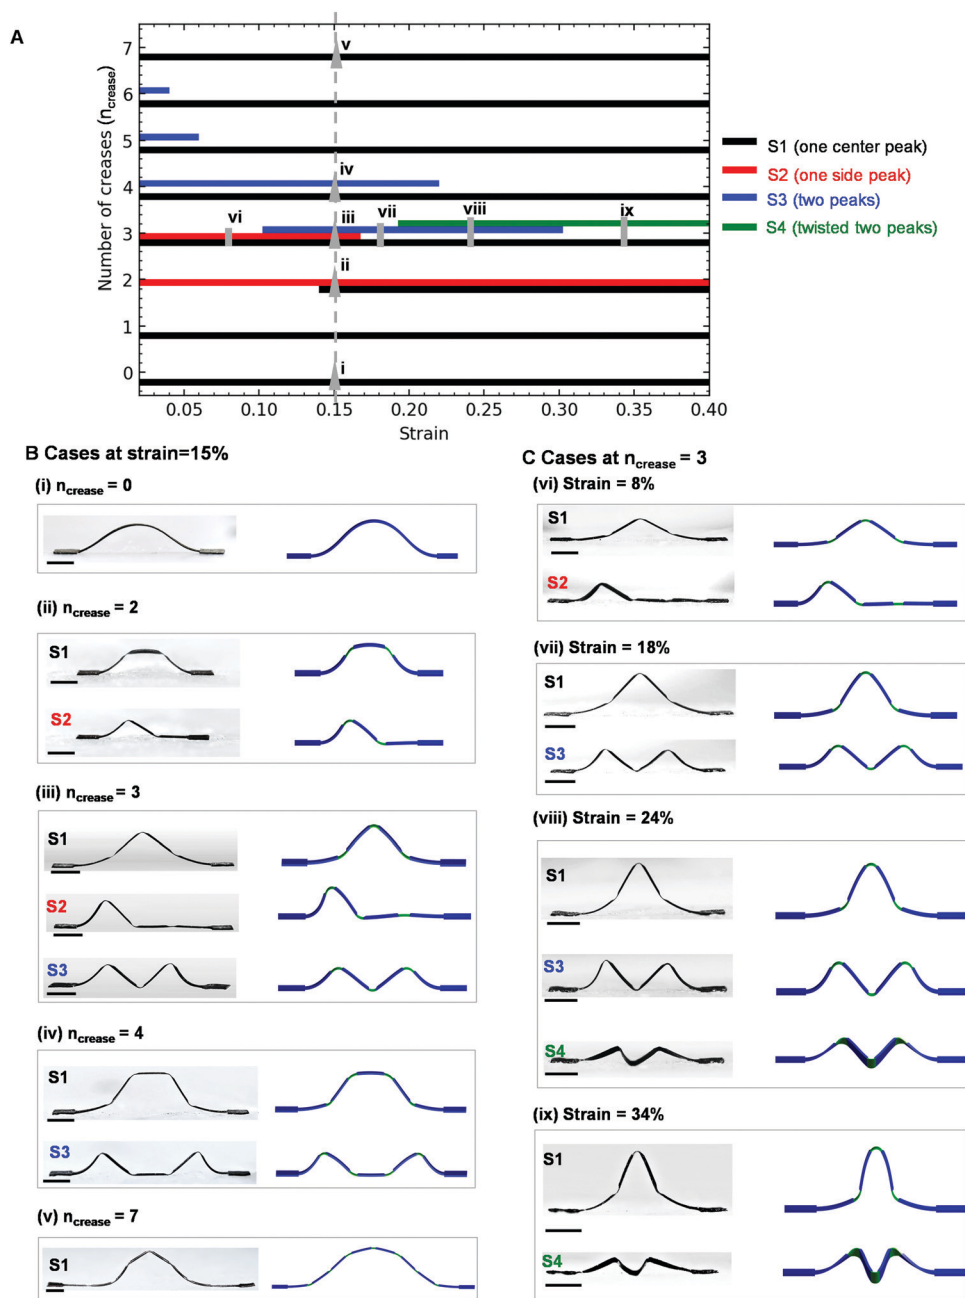 A
Number of creases (n_crease)
7
6
5
4
3
2
1
0
v
iv
vi
iii
vii
viii
ix
ii
i
0.05 0.10 0.15 0.20 0.25 0.30 0.35 0.40
Strain
S1 (one center peak)
S2 (one side peak)
S3 (two peaks)
S4 (twisted two peaks)
B Cases at strain=15%
(i) n_crease = 0
(ii) n_crease = 2
S1
S2
(iii) n_crease = 3
S1
S2
S3
(iv) n_crease = 4
S1
S3
(v) n_crease = 7
S1
C Cases at n_crease = 3
(vi) Strain = 8%
S1
S2
(vii) Strain = 18%
S1
S3
(viii) Strain = 24%
S1
S3
S4
(ix) Strain = 34%
S1
S4